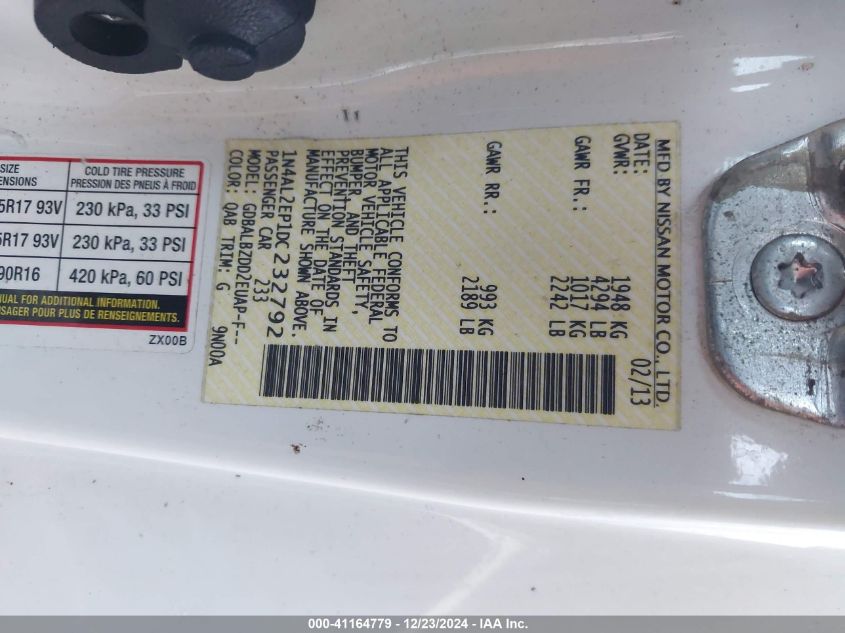 SIZE
ENSIONS
COLD TIRE PRESSURE
PRESSION DES PNEUS À FROID
5R17 93V
230 kPa, 33 PSI
5R17 93V
230 kPa, 33 PSI
90R16
420 kPa, 60 PSI
NUAL FOR ADDITIONAL INFORMATION.
SAGER POUR PLUS DE RENSEIGNEMENTS.
ZX00B
MFD BY NISSAN MOTOR CO., LTD.
DATE: 02/13
GVWR: 1948 KG
4294 LB
GAWR FR.: 1017 KG
2242 LB
GAWR RR.: 993 KG
2189 LB
THIS VEHICLE CONFORMS TO
ALL APPLICABLE FEDERAL
MOTOR VEHICLE SAFETY,
BUMPER, AND THEFT
PREVENTION STANDARDS IN
EFFECT ON THE DATE OF
MANUFACTURE SHOWN ABOVE.
1N4AL2EP1DC232792
PASSENGER CAR 233
MODEL: GDBALBZDD2EUAP-F--
COLOR: QAB TRIM: G 9N00A
000-41164779 - 12/23/2024 - IAA Inc.